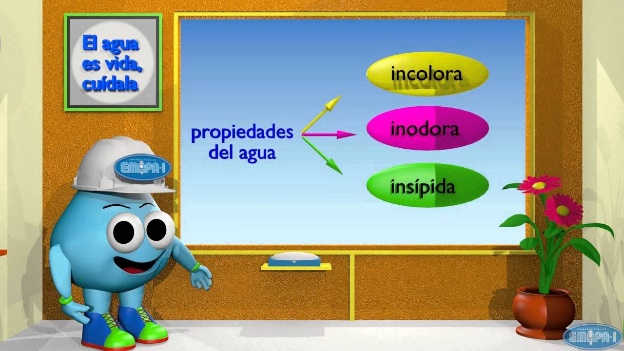 El agua
es vida,
cuídala
propiedades
del agua
incolora
inodora
insípida
EMAPA-I
EMAPA-I